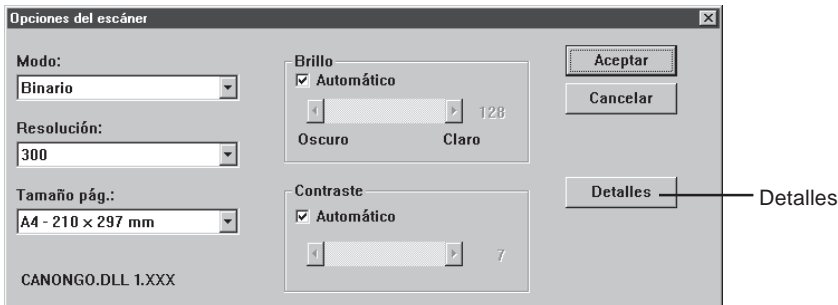 Opciones del escáner
Modo:
Binario
Resolución:
300
Tamaño pág.:
A4 - 210 x 297 mm
CANONGO.DLL 1.XXX
Brillo
Automático
128
Oscuro Claro
Contraste
Automático
7
Aceptar
Cancelar
Detalles
Detalles